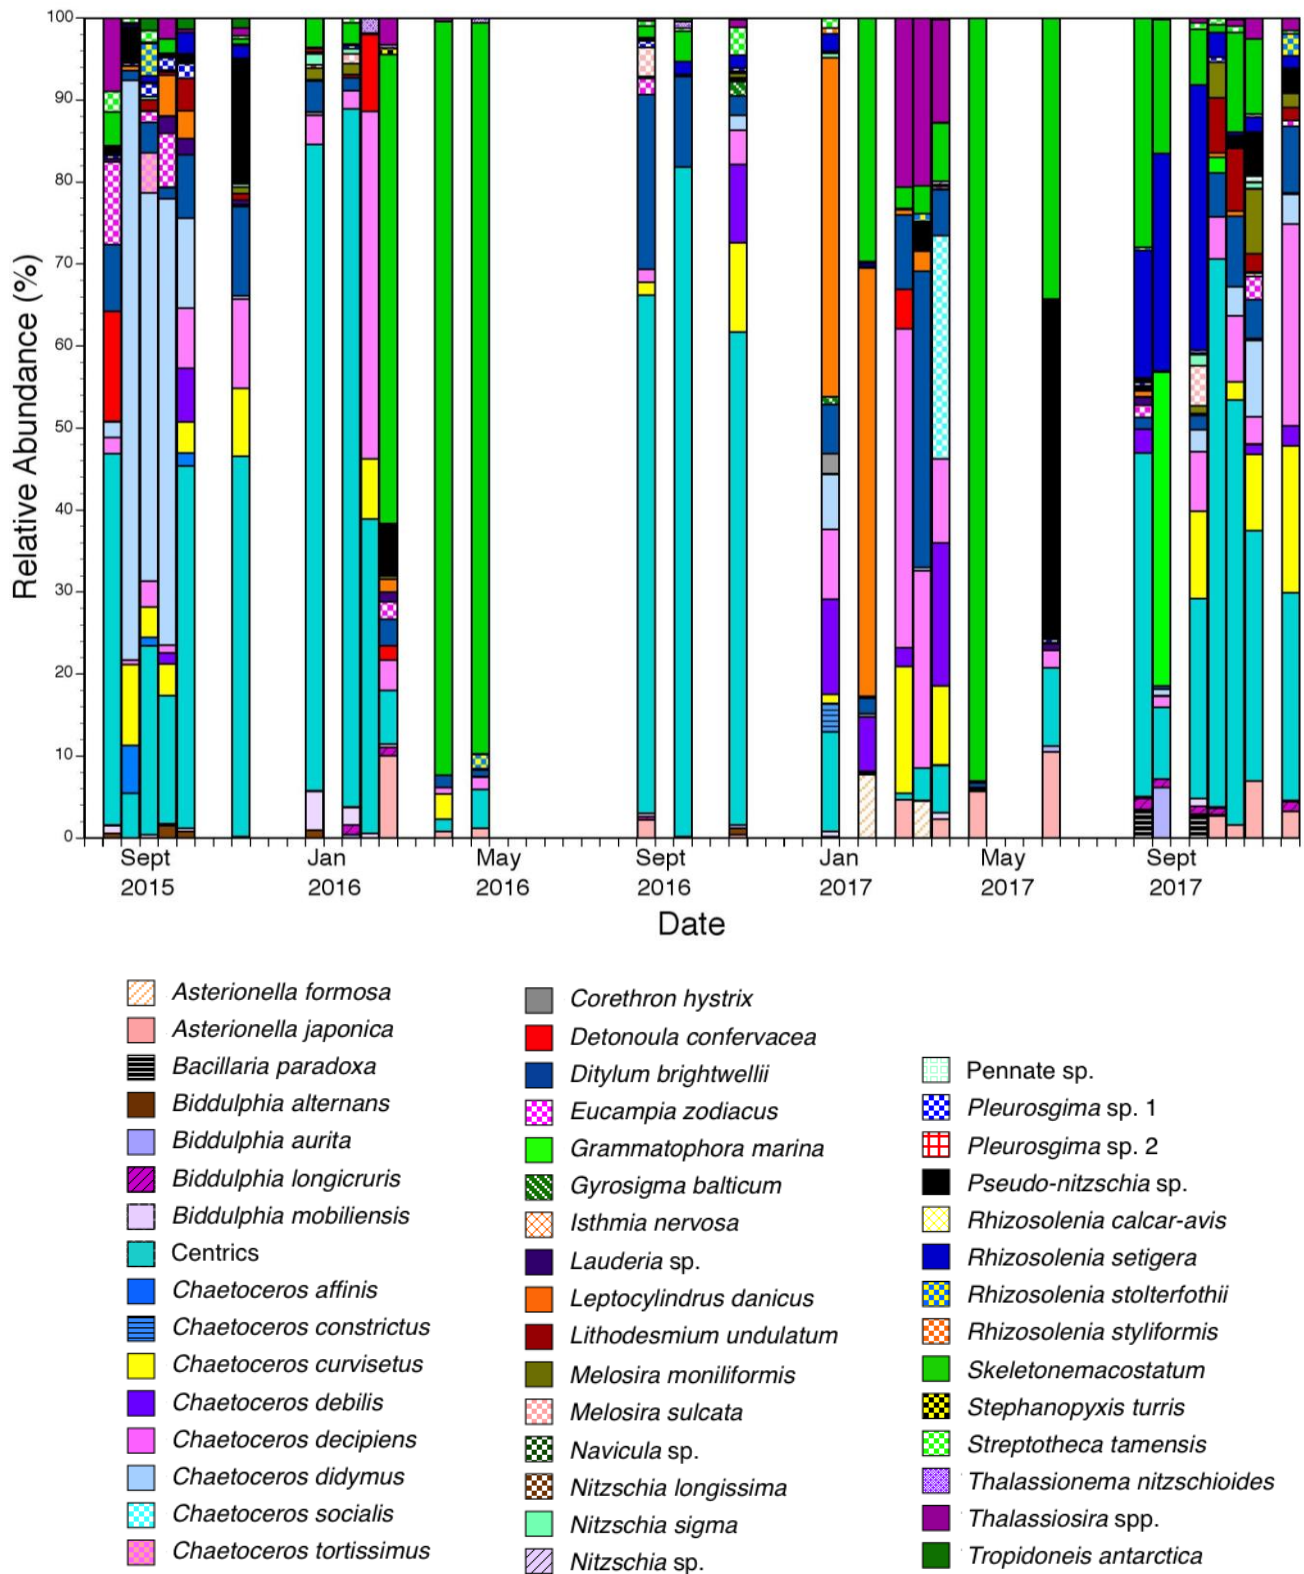 Relative Abundance (%)
100
90
80
70
60
50
40
30
20
10
0
Sept
2015
Jan
2016
May
2016
Sept
2016
Jan
2017
May
2017
Sept
2017
Date
Asterionella formosa
Asterionella japonica
Bacillaria paradoxa
Biddulphia alternans
Biddulphia aurita
Biddulphia longicruris
Biddulphia mobiliensis
Centrics
Chaetoceros affinis
Chaetoceros constrictus
Chaetoceros curvisetus
Chaetoceros debilis
Chaetoceros decipiens
Chaetoceros didymus
Chaetoceros socialis
Chaetoceros tortissimus
Corethron hystrix
Detonoula confervacea
Ditylum brightwellii
Eucampia zodiacus
Grammatophora marina
Gyrosigma balticum
Isthmia nervosa
Lauderia sp.
Leptocylindrus danicus
Lithodesmium undulatum
Melosira moniliformis
Melosira sulcata
Navicula sp.
Nitzschia longissima
Nitzschia sigma
Nitzschia sp.
Pennate sp.
Pleurosgima sp. 1
Pleurosgima sp. 2
Pseudo-nitzschia sp.
Rhizosolenia calcar-avis
Rhizosolenia setigera
Rhizosolenia stolterfothii
Rhizosolenia styliformis
Skeletonemacostatum
Stephanopyxis turris
Streptotheca tamensis
Thalassionema nitzschioides
Thalassiosira spp.
Tropidoneis antarctica